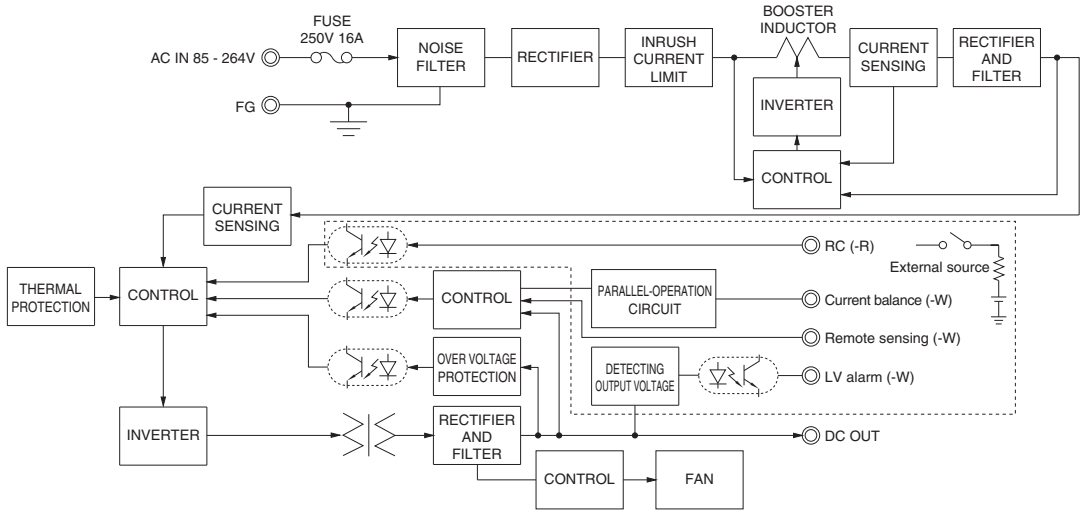 FUSE
250V 16A
AC IN 85 - 264V
FG
NOISE
FILTER
RECTIFIER
INRUSH
CURRENT
LIMIT
BOOSTER
INDUCTOR
CURRENT
SENSING
RECTIFIER
AND
FILTER
INVERTER
CONTROL
CURRENT
SENSING
RC (-R)
External source
THERMAL
PROTECTION
CONTROL
CONTROL
PARALLEL-OPERATION
CIRCUIT
Current balance (-W)
Remote sensing (-W)
OVER VOLTAGE
PROTECTION
DETECTING
OUTPUT VOLTAGE
LV alarm (-W)
INVERTER
RECTIFIER
AND
FILTER
DC OUT
CONTROL
FAN